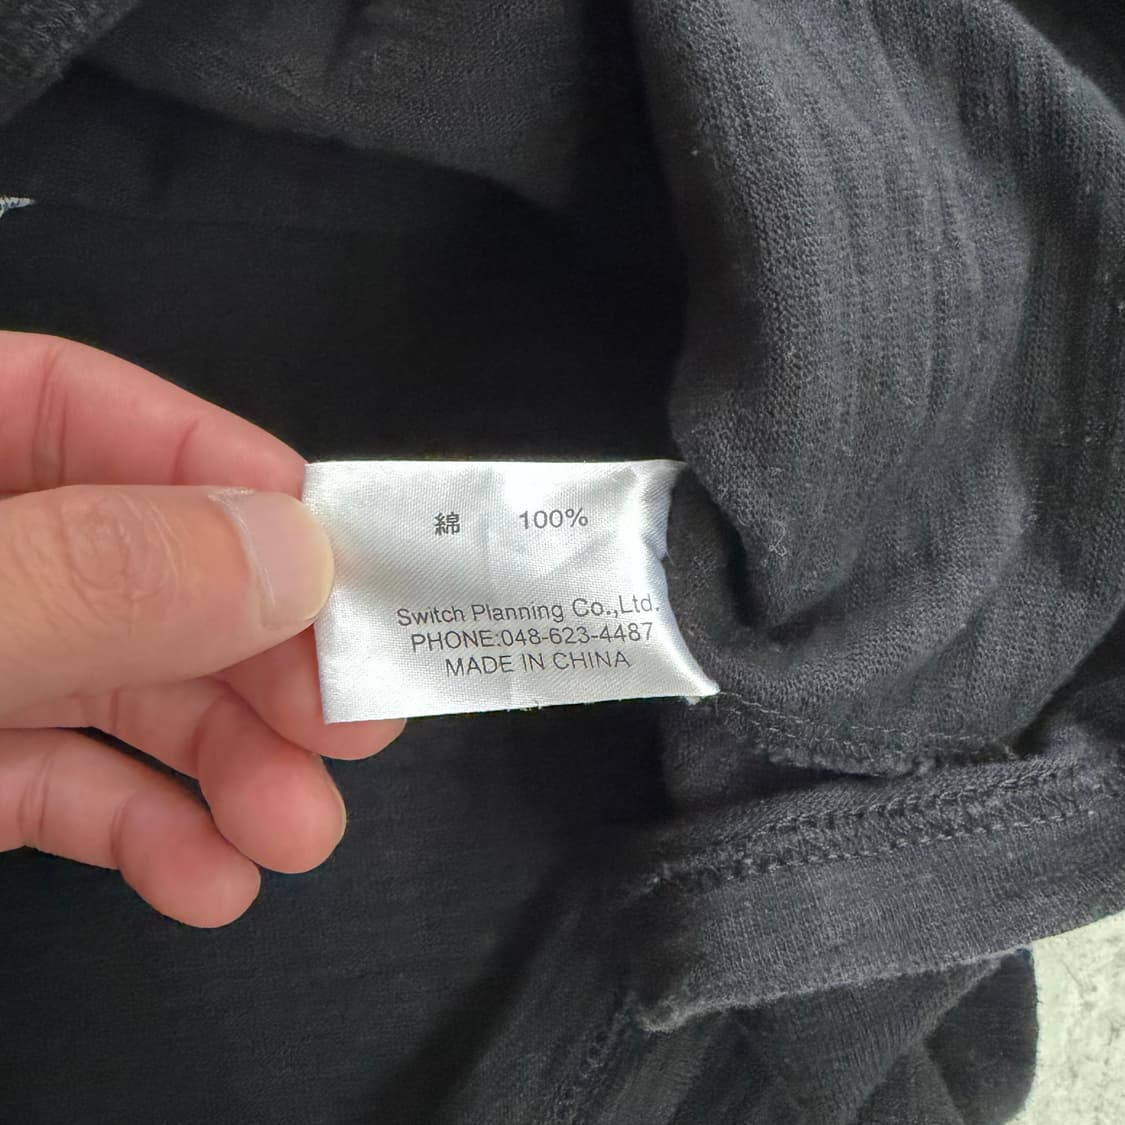 綿 100%
Switch Planning Co.,Ltd.
PHONE:048-623-4487
MADE IN CHINA